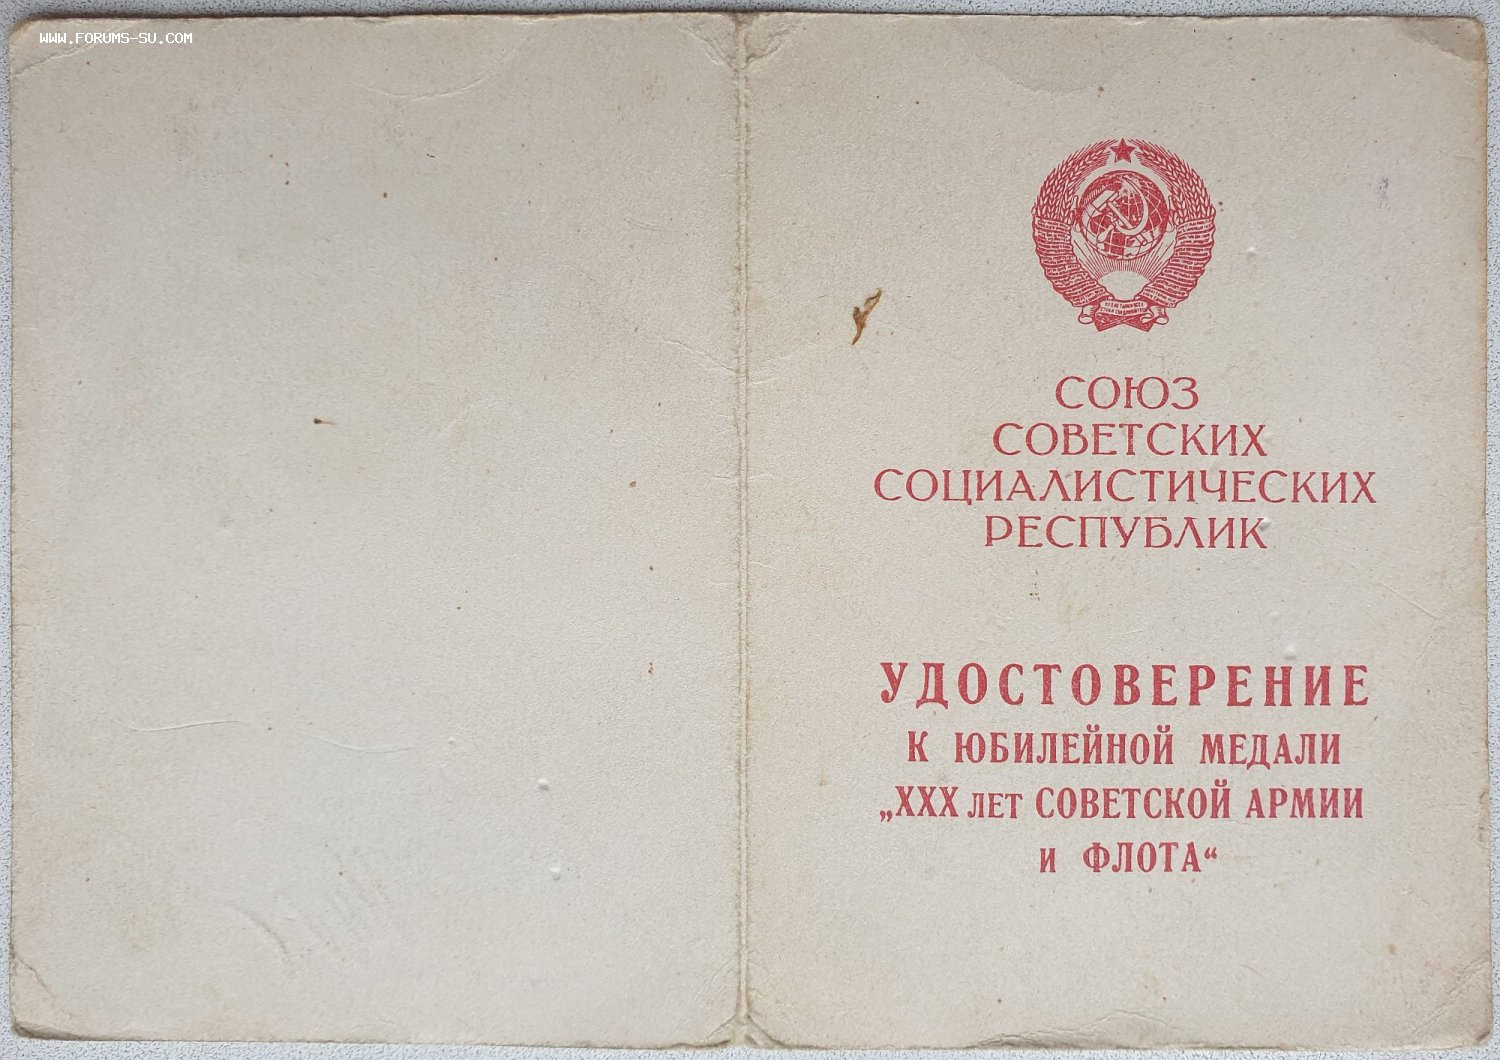 WWW.FORUMS-SU.COM
СОЮЗ
СОВЕТСКИХ
СОЦИАЛИСТИЧЕСКИХ
РЕСПУБЛИК
УДОСТОВЕРЕНИЕ
К ЮБИЛЕЙНОЙ МЕДАЛИ
„XXX ЛЕТ СОВЕТСКОЙ АРМИИ
И ФЛОТА“